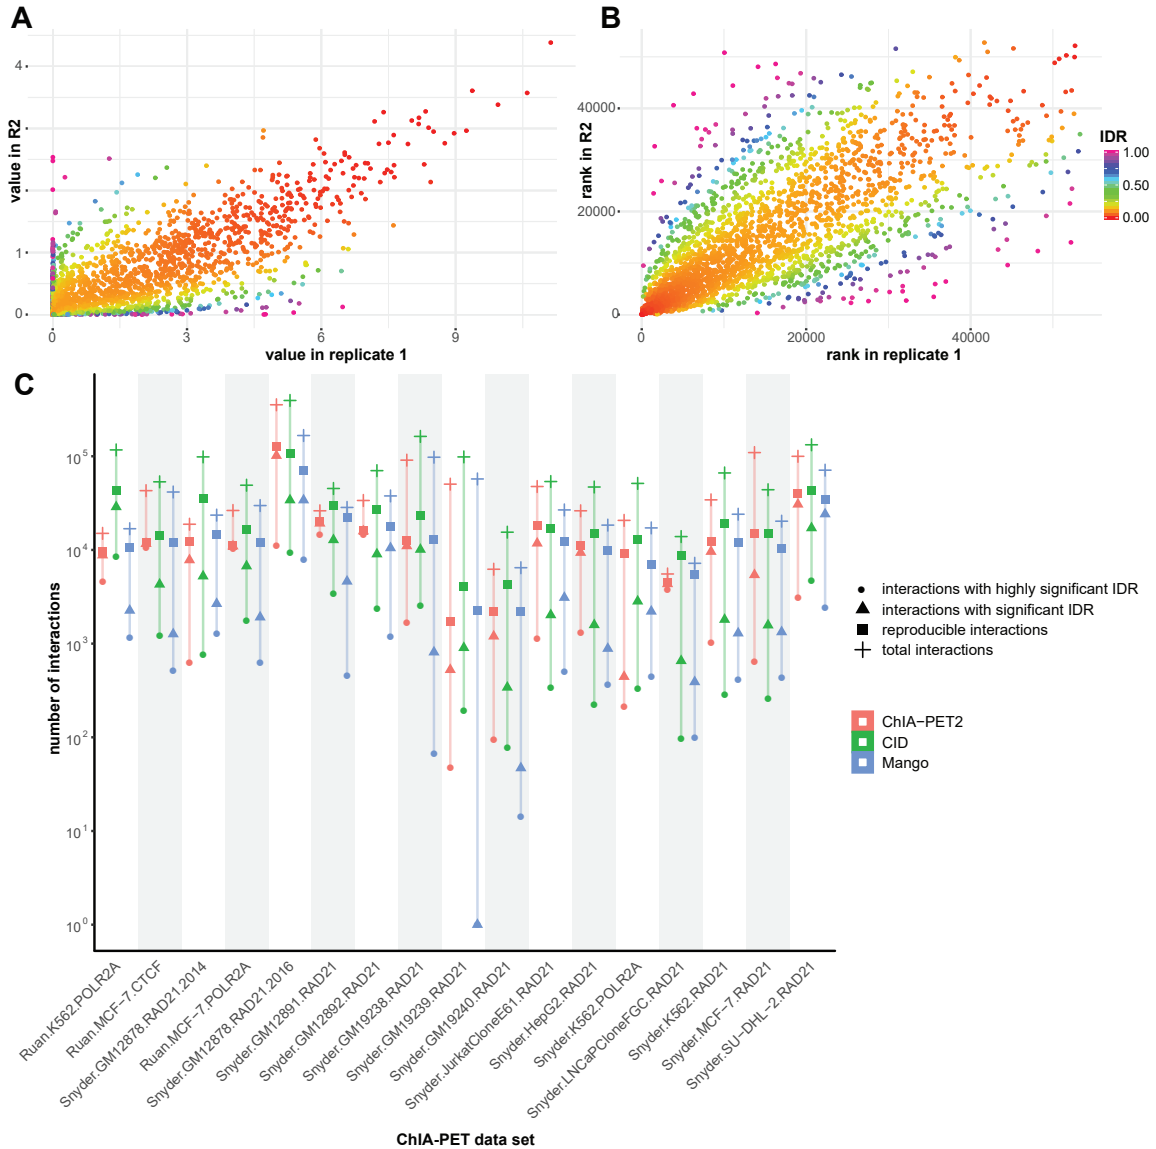 A
B
value in R2
4
1
0
0
3
6
9
value in replicate 1
rank in R2
40000
20000
0
0
20000
40000
rank in replicate 1
IDR
1.00
0.50
0.00
C
number of interactions
10^5
10^4
10^3
10^2
10^1
10^0
Ruan.K562.POLR2A
Ruan.MCF−7.CTCF
Snyder.GM12878.RAD21.2014
Ruan.MCF−7.POLR2A
Snyder.GM12878.RAD21.2016
Snyder.GM12891.RAD21
Snyder.GM12892.RAD21
Snyder.GM19238.RAD21
Snyder.GM19239.RAD21
Snyder.GM19240.RAD21
Snyder.JurkatCloneE61.RAD21
Snyder.HepG2.RAD21
Snyder.K562.POLR2A
Snyder.LNCaPCloneFGC.RAD21
Snyder.K562.RAD21
Snyder.MCF−7.RAD21
Snyder.SU−DHL−2.RAD21
ChIA-PET data set
interactions with highly significant IDR
interactions with significant IDR
reproducible interactions
total interactions
ChIA−PET2
CID
Mango